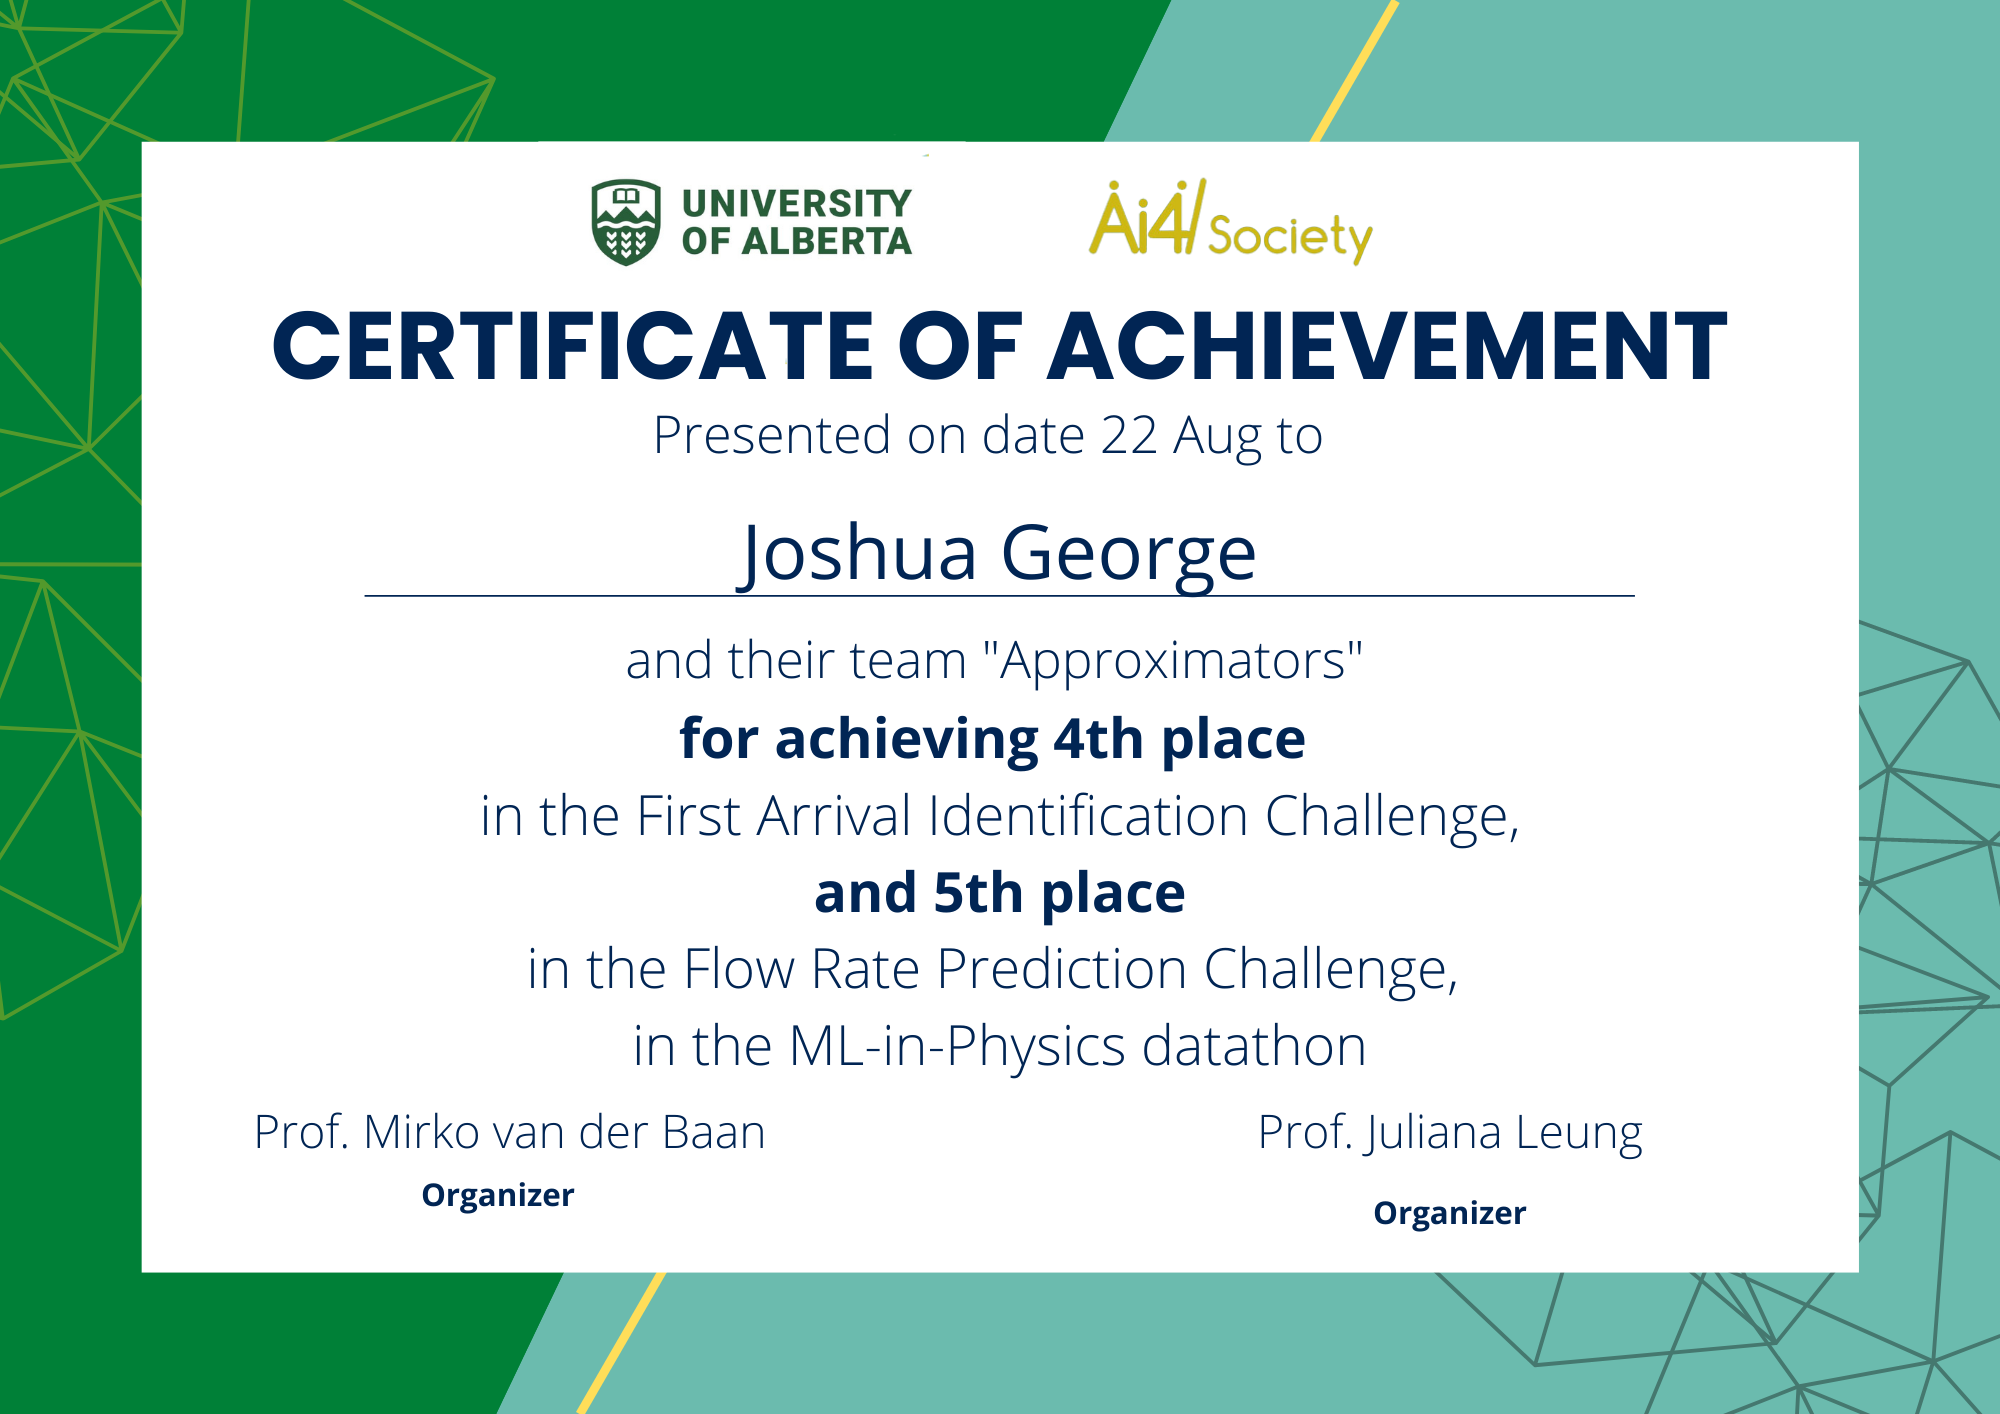 UNIVERSITY
OF ALBERTA
Ai4Society
CERTIFICATE OF ACHIEVEMENT
Presented on date 22 Aug to
Joshua George
and their team "Approximators"
for achieving 4th place
in the First Arrival Identification Challenge,
and 5th place
in the Flow Rate Prediction Challenge,
in the ML-in-Physics datathon
Prof. Mirko van der Baan
Organizer
Prof. Juliana Leung
Organizer